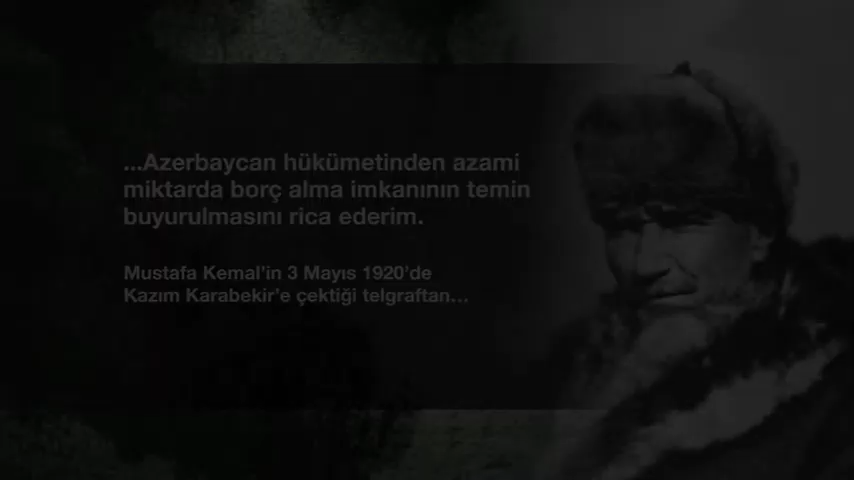 ...Azerbaycan hükümetinden azami
miktarda borç alma imkanının temin
buyurulmasını rica ederim.
Mustafa Kemal'in 3 Mayıs 1920'de
Kazım Karabekir'e çektiği telgraftan...